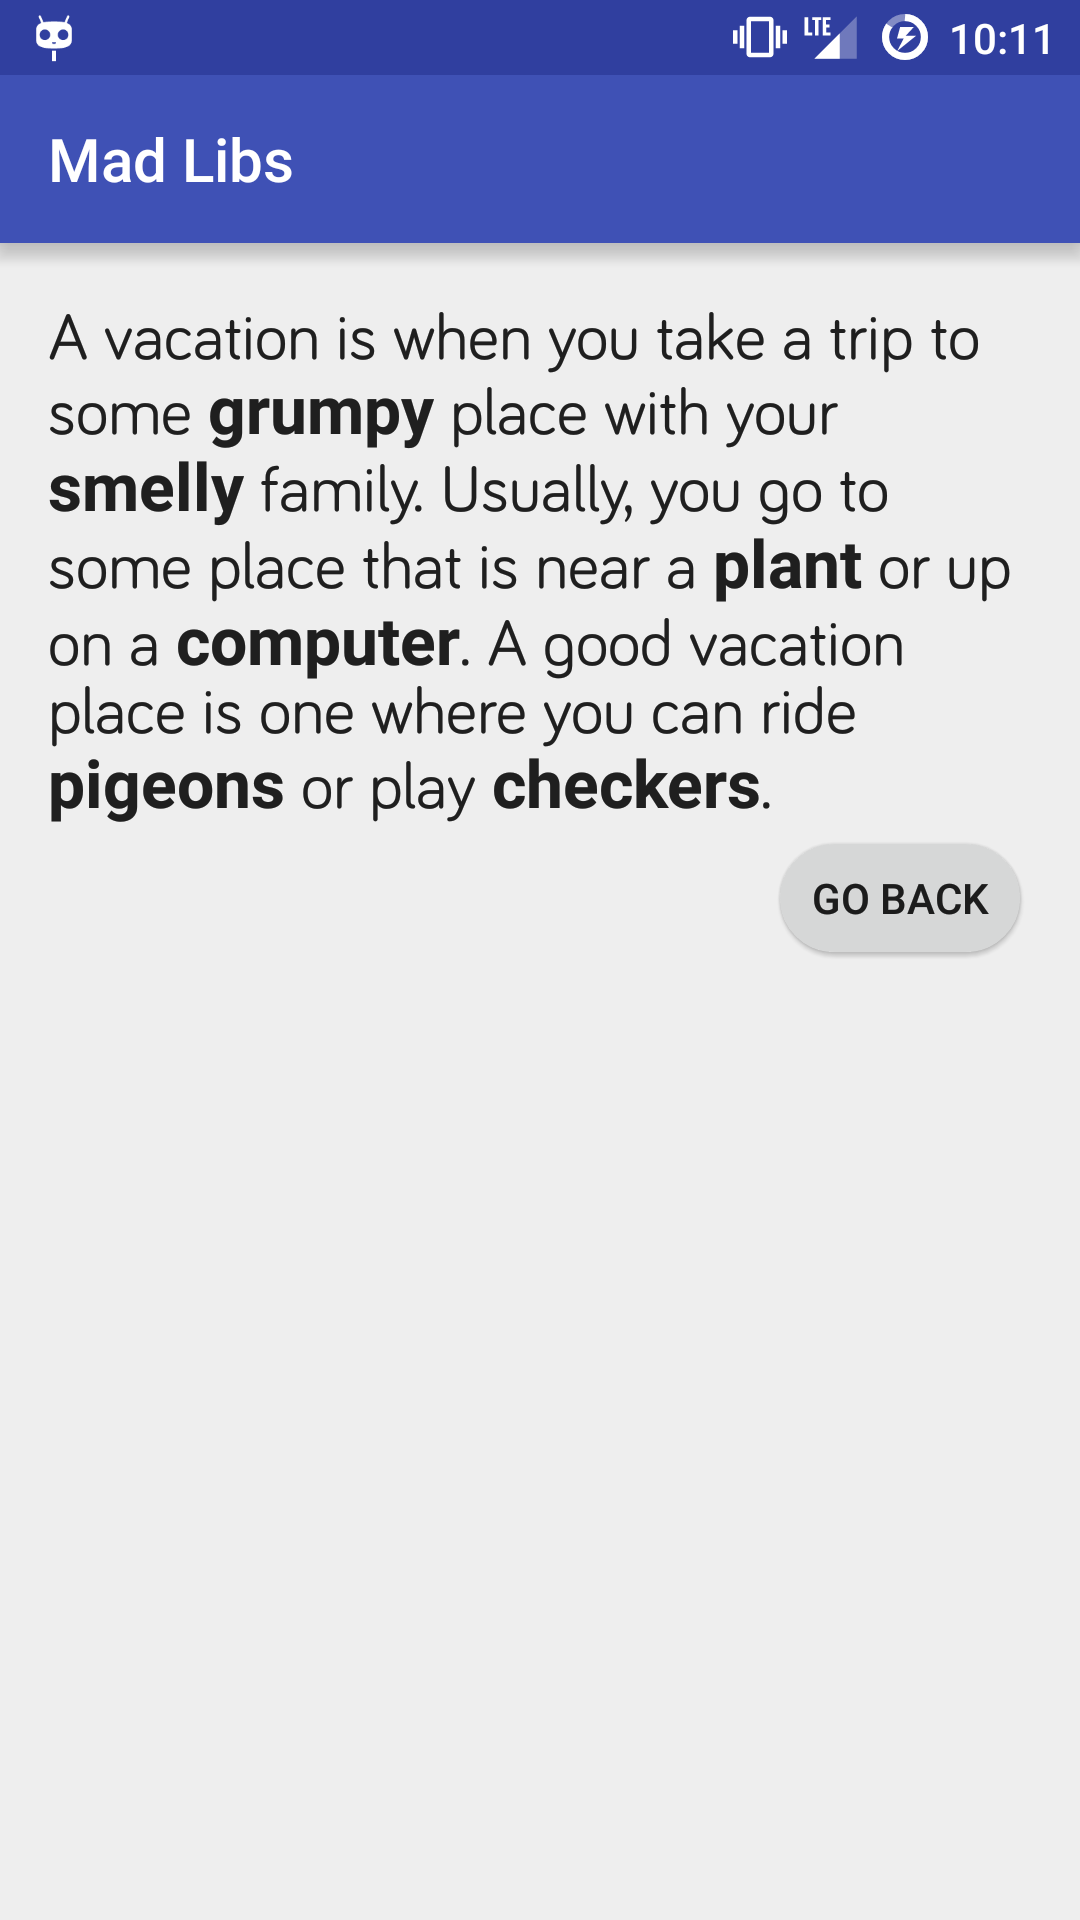 LTE 10:11
Mad Libs
A vacation is when you take a trip to
some grumpy place with your
smelly family. Usually, you go to
some place that is near a plant or up
on a computer. A good vacation
place is one where you can ride
pigeons or play checkers.
GO BACK